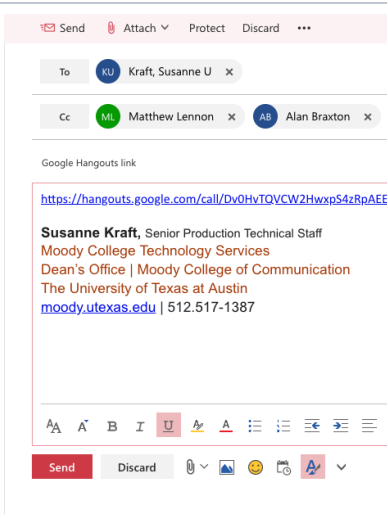 Send Attach Protect Discard
To KU Kraft, Susanne U x
Cc ML Matthew Lennon x AB Alan Braxton x
Google Hangouts link
https://hangouts.google.com/call/Dv0HvTQVCW2HwxpS4zRpAEE
Susanne Kraft, Senior Production Technical Staff
Moody College Technology Services
Dean's Office | Moody College of Communication
The University of Texas at Austin
moody.utexas.edu | 512.517-1387
AA A B I U A A
Send Discard A